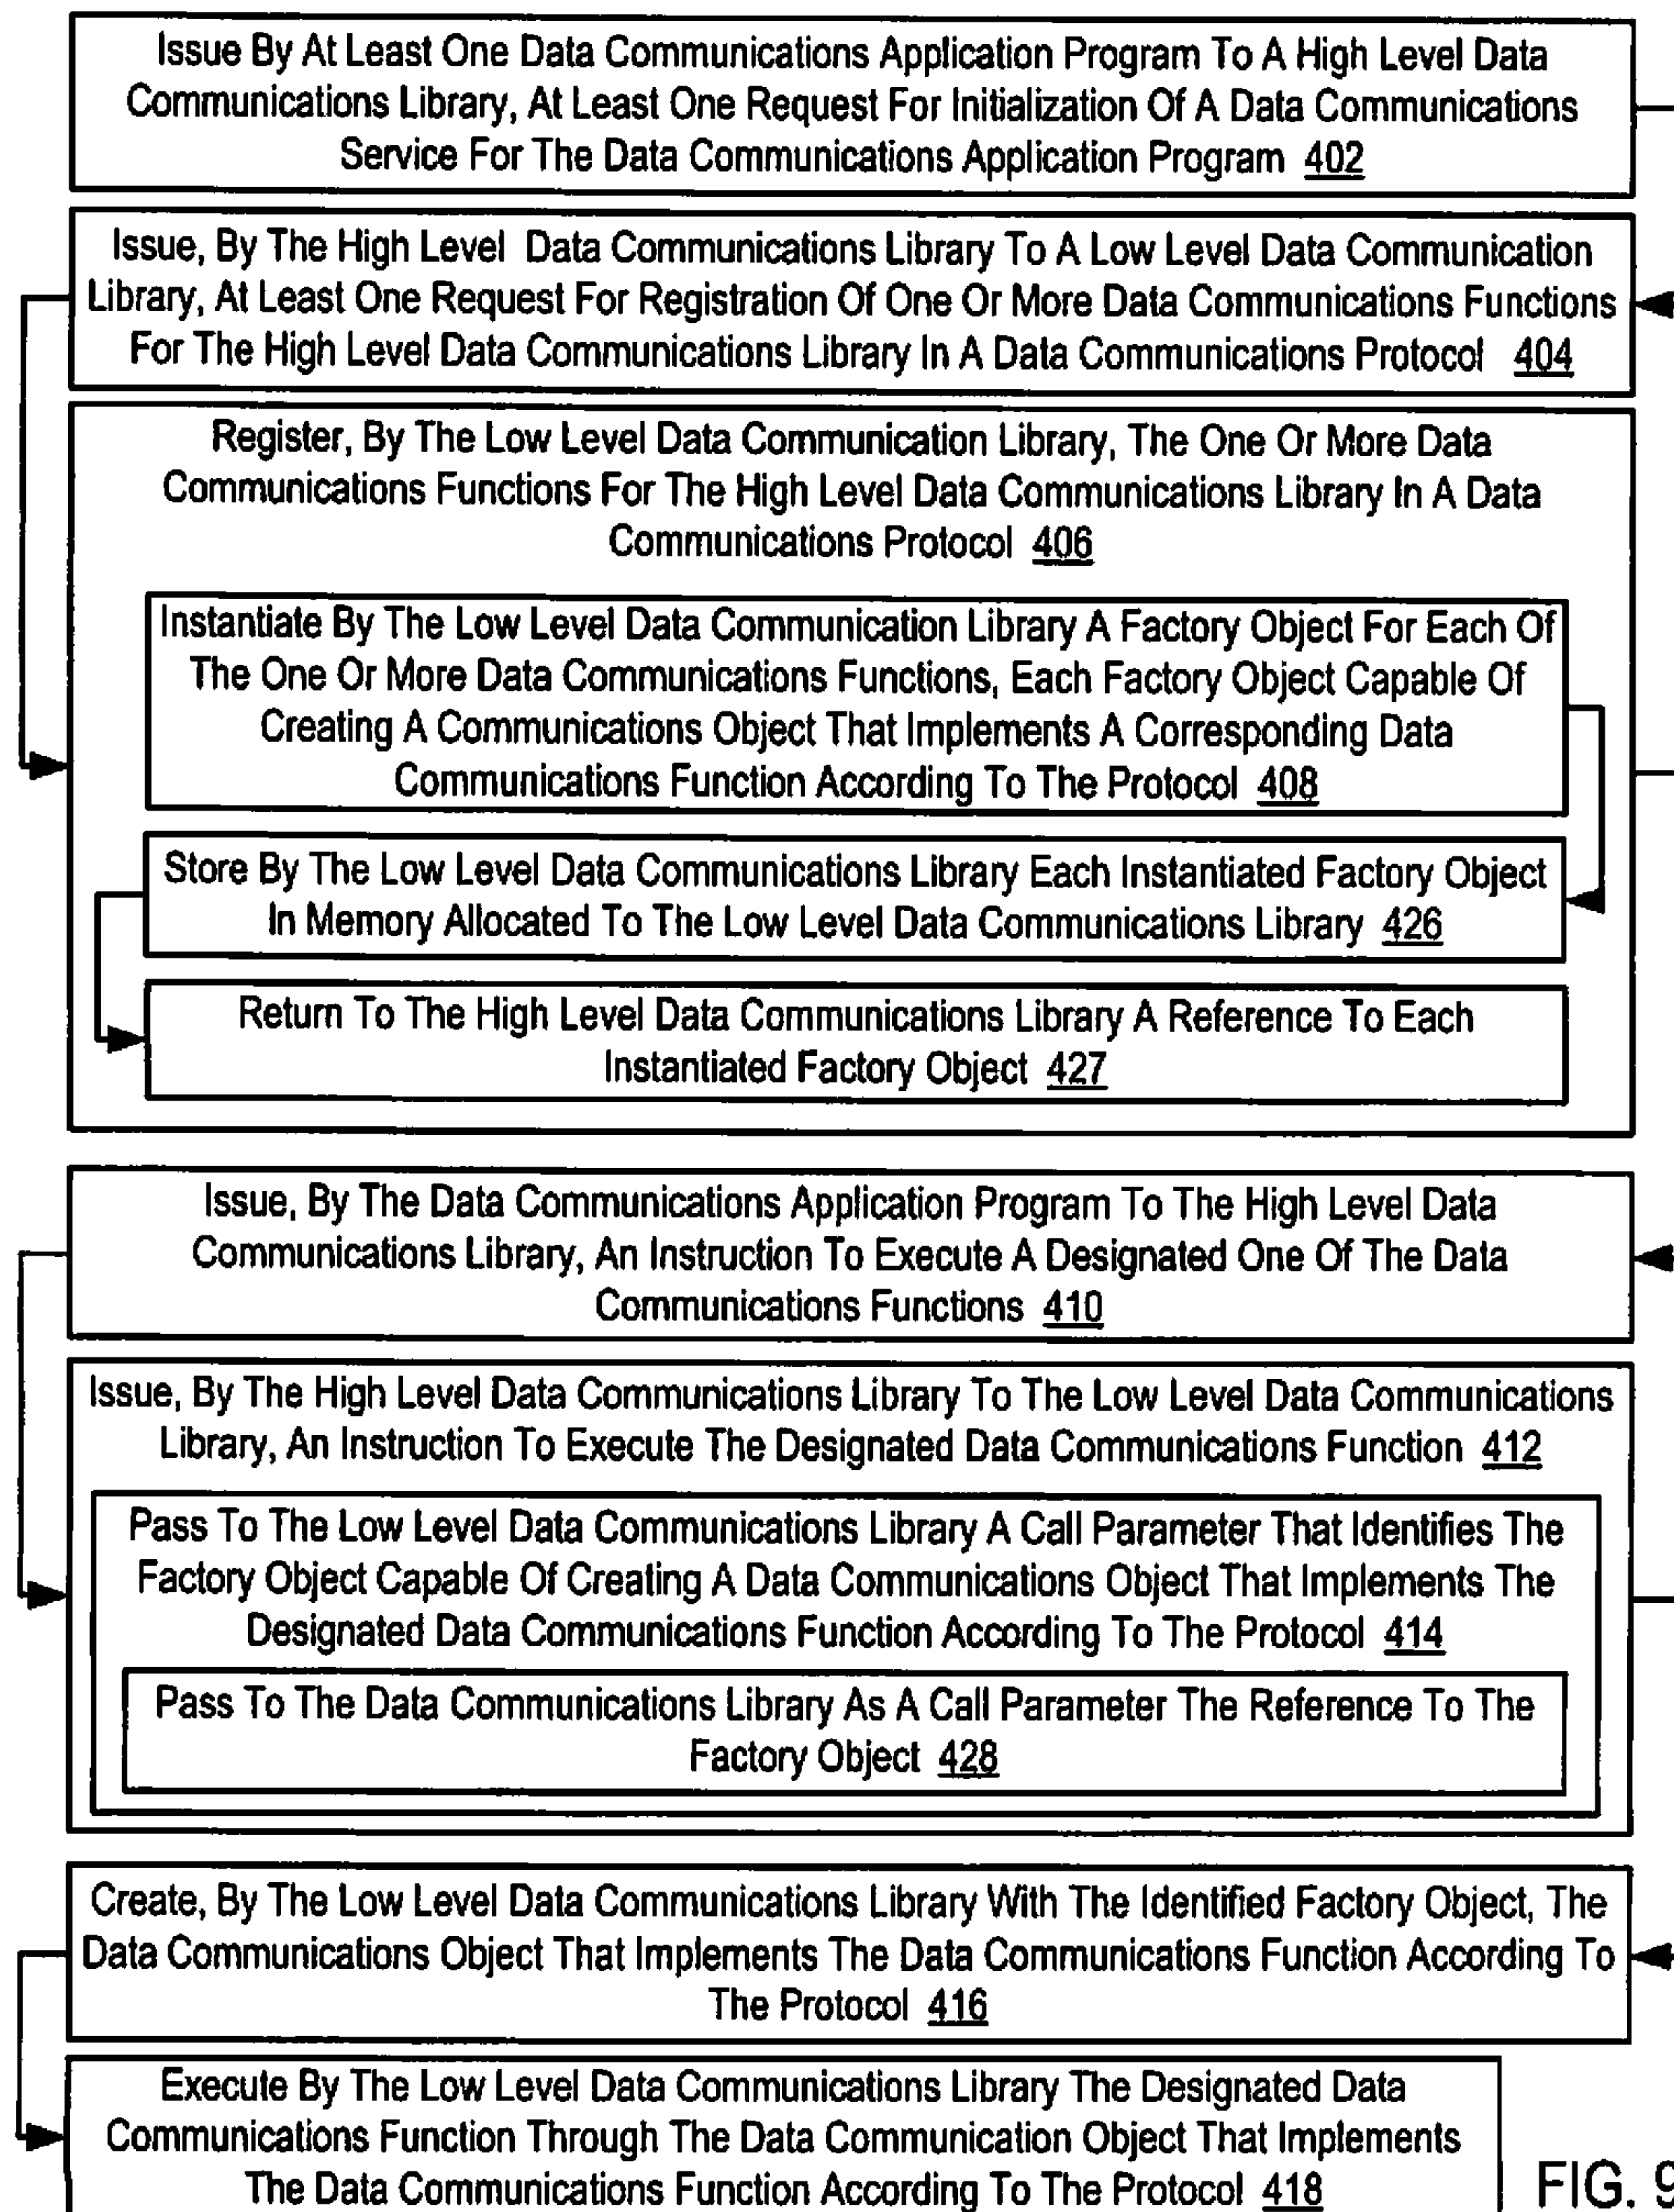 Issue By At Least One Data Communications Application Program To A High Level Data
Communications Library, At Least One Request For Initialization Of A Data Communications
Service For The Data Communications Application Program 402
Issue, By The High Level Data Communications Library To A Low Level Data Communication
Library, At Least One Request For Registration Of One Or More Data Communications Functions
For The High Level Data Communications Library In A Data Communications Protocol 404
Register, By The Low Level Data Communication Library, The One Or More Data
Communications Functions For The High Level Data Communications Library In A Data
Communications Protocol 406
Instantiate By The Low Level Data Communication Library A Factory Object For Each Of
The One Or More Data Communications Functions, Each Factory Object Capable Of
Creating A Communications Object That Implements A Corresponding Data
Communications Function According To The Protocol 408
Store By The Low Level Data Communications Library Each Instantiated Factory Object
In Memory Allocated To The Low Level Data Communications Library 426
Return To The High Level Data Communications Library A Reference To Each
Instantiated Factory Object 427
Issue, By The Data Communications Application Program To The High Level Data
Communications Library, An Instruction To Execute A Designated One Of The Data
Communications Functions 410
Issue, By The High Level Data Communications Library To The Low Level Data Communications
Library, An Instruction To Execute The Designated Data Communications Function 412
Pass To The Low Level Data Communications Library A Call Parameter That Identifies The
Factory Object Capable Of Creating A Data Communications Object That Implements The
Designated Data Communications Function According To The Protocol 414
Pass To The Data Communications Library As A Call Parameter The Reference To The
Factory Object 428
Create, By The Low Level Data Communications Library With The Identified Factory Object, The
Data Communications Object That Implements The Data Communications Function According To
The Protocol 416
Execute By The Low Level Data Communications Library The Designated Data
Communications Function Through The Data Communication Object That Implements
The Data Communications Function According To The Protocol 418
FIG. 9